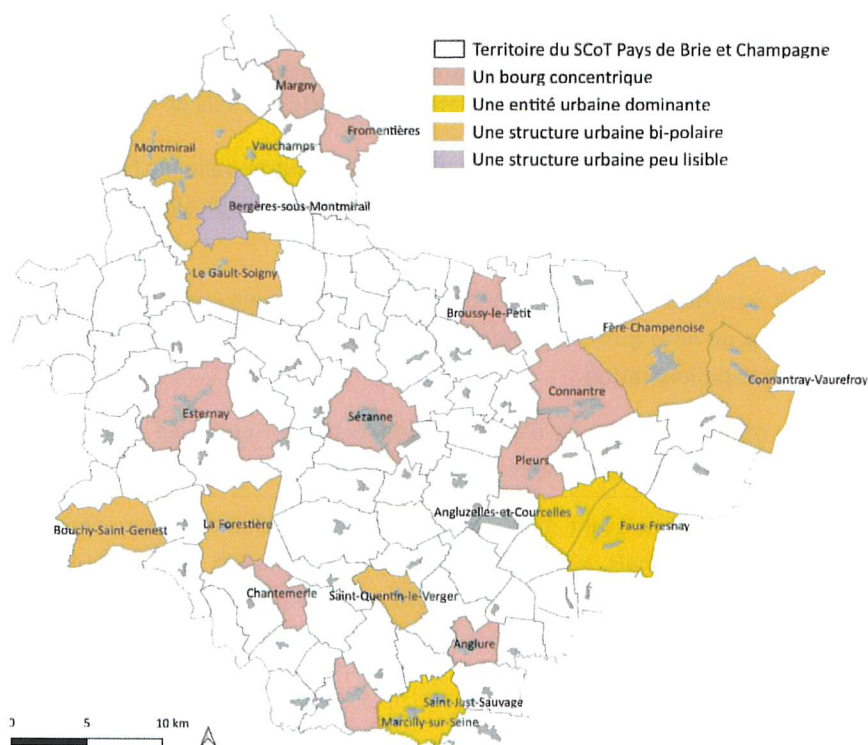 Territoire du SCoT Pays de Brie et Champagne
Un bourg concentrique
Une entité urbaine dominante
Une structure urbaine bi-polaire
Une structure urbaine peu lisible
Margny
Fromentières
Montmirail
Vauchamps
Bergères-sous-Montmirail
Le Gault-Soigny
Broussy-le-Petit
Fère-Champenoise
Connantray-Vaurefroy
Connantre
Esternay
Sézanne
Pleurs
Angluzelles-et-Courcelles
Faux-Fresnay
Bouchy-Saint-Genest
La Forestière
Chantemerle
Saint-Quentin-le-Verger
Anglure
Saint-Just-Sauvage
Marcilly-sur-Seine
0 5 10 km